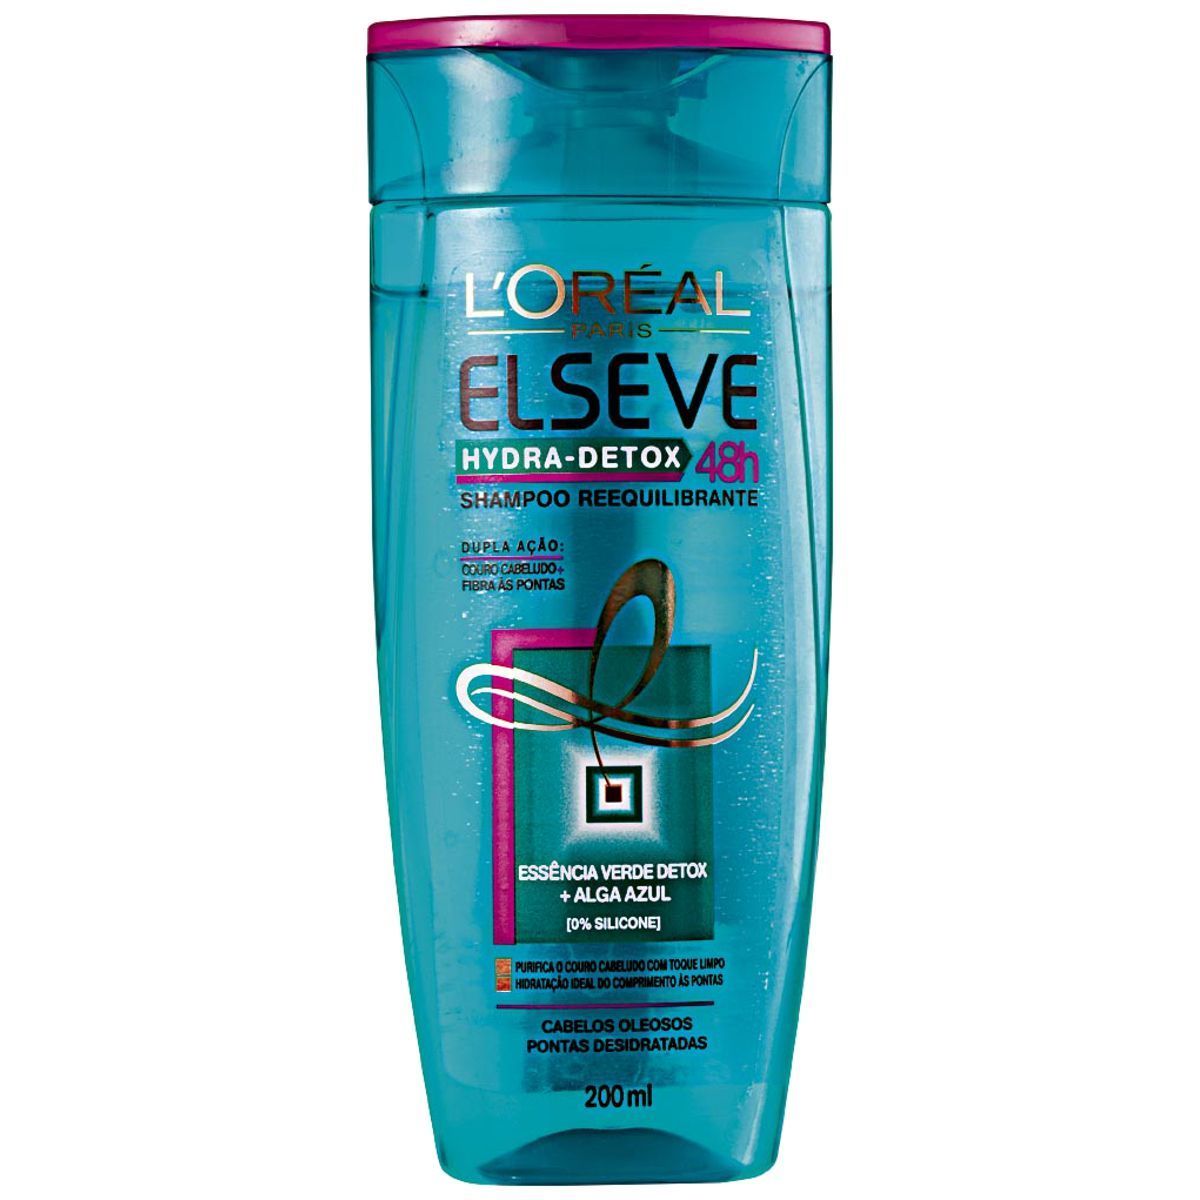 L'ORÉAL
PARIS
ELSEVE
HYDRA-DETOX 48h
SHAMPOO REEQUILIBRANTE
DUPLA AÇÃO:
COURO CABELUDO+
FIBRA ÀS PONTAS
ESSÊNCIA VERDE DETOX
+ ALGA AZUL
[0% SILICONE]
PURIFICA O COURO CABELUDO COM TOQUE LIMPO
HIDRATAÇÃO IDEAL DO COMPRIMENTO ÀS PONTAS
CABELOS OLEOSOS
PONTAS DESIDRATADAS
200 ml